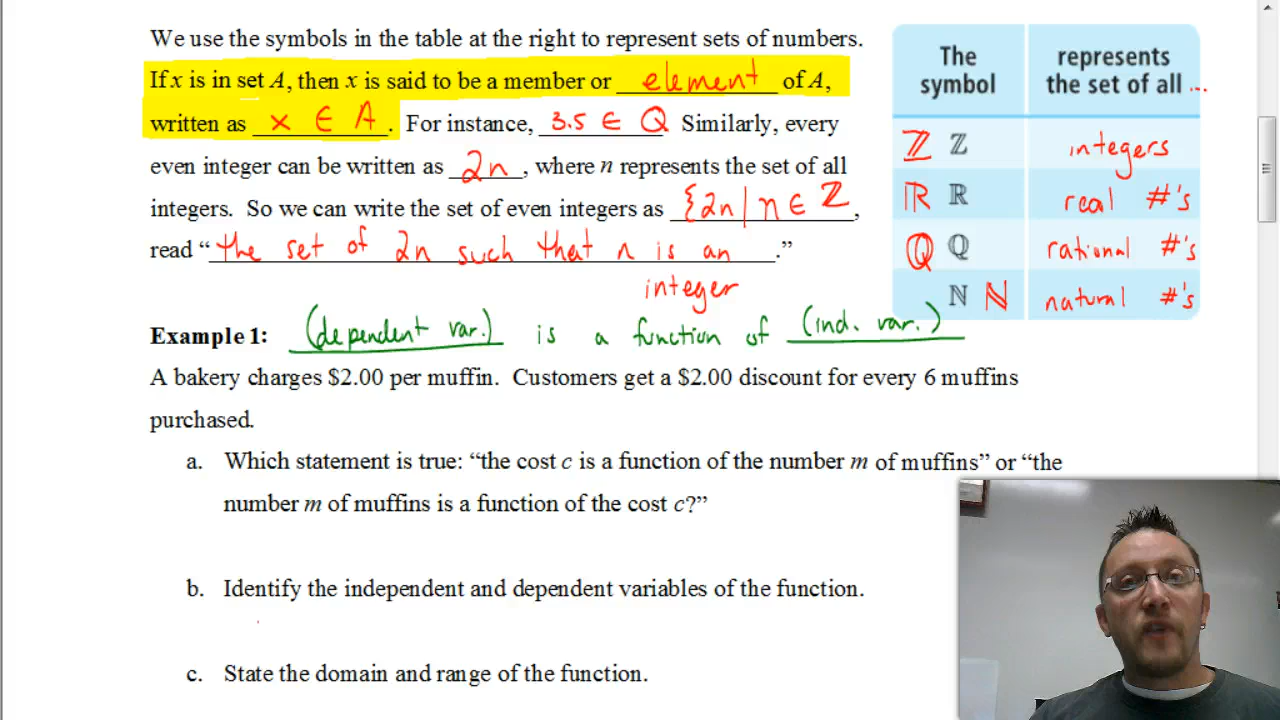 We use the symbols in the table at the right to represent sets of numbers.
If x is in set A, then x is said to be a member or element of A,
written as x ∈ A. For instance, 3.5 ∈ Q Similarly, every
even integer can be written as 2n, where n represents the set of all
integers. So we can write the set of even integers as {2n | n ∈ ℤ,
read “the set of 2n such that n is an.”
integer
The symbol
represents the set of all ...
ℤ ℤ integers
ℝ ℝ real #'s
ℚ ℚ rational #'s
ℕ ℕ natural #'s
Example 1: (dependent var.) is a function of (ind. var.)
A bakery charges $2.00 per muffin. Customers get a $2.00 discount for every 6 muffins
purchased.
a. Which statement is true: “the cost c is a function of the number m of muffins” or “the
number m of muffins is a function of the cost c?”
b. Identify the independent and dependent variables of the function.
c. State the domain and range of the function.